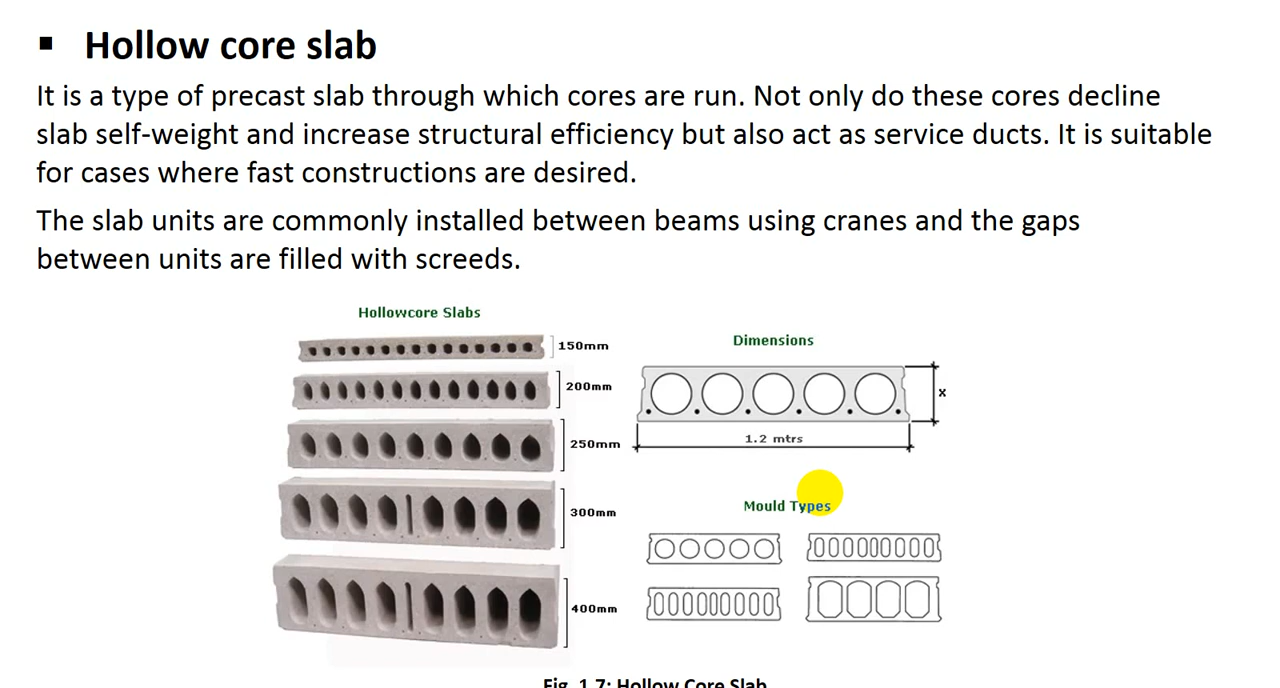 ▪ Hollow core slab
It is a type of precast slab through which cores are run. Not only do these cores decline
slab self-weight and increase structural efficiency but also act as service ducts. It is suitable
for cases where fast constructions are desired.
The slab units are commonly installed between beams using cranes and the gaps
between units are filled with screeds.
Hollowcore Slabs
150mm
200mm
250mm
300mm
400mm
Dimensions
x
1.2 mtrs
Mould Types
Fig. 1.7: Hollow Core Slab